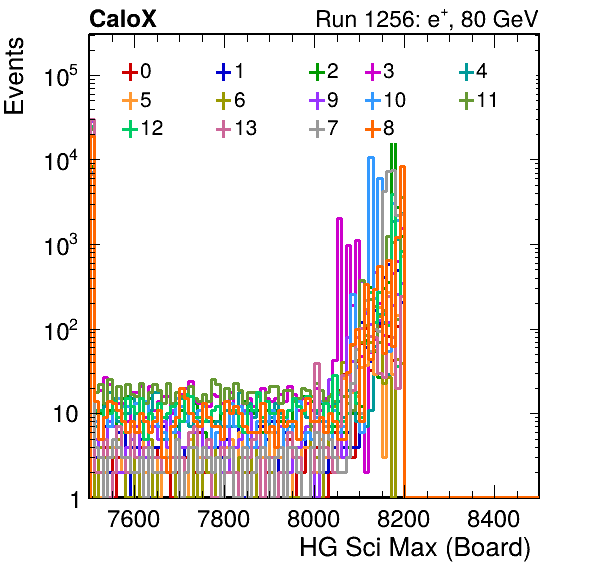 CaloX Run 1256: e⁺, 80 GeV
Events
0 1 2 3 4
5 6 9 10 11
12 13 7 8
10⁵
10⁴
10³
10²
10
1
7600 7800 8000 8200 8400
HG Sci Max (Board)